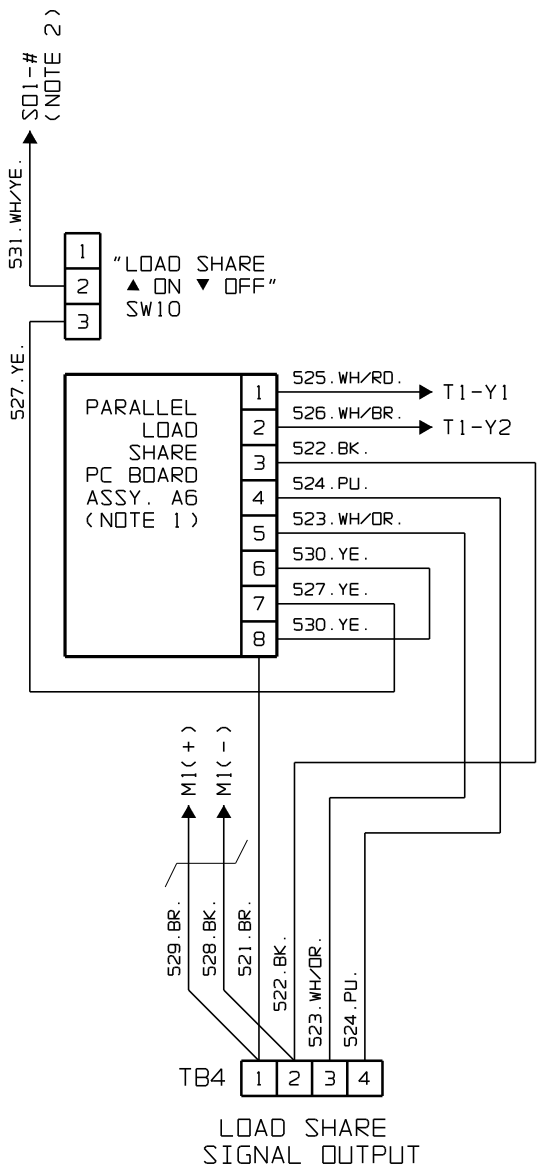 SO1-#
(NOTE 2)
531.WH/YE.
1
2
3
"LOAD SHARE
▲ ON ▼ OFF"
SW10
527.YE.
PARALLEL
LOAD
SHARE
PC BOARD
ASSY. A6
(NOTE 1)
1
2
3
4
5
6
7
8
525.WH/RD.
T1-Y1
526.WH/BR.
T1-Y2
522.BK.
524.PU.
523.WH/OR.
530.YE.
527.YE.
530.YE.
M1(+)
M1(-)
529.BR.
528.BK.
521.BR.
522.BK.
523.WH/OR.
524.PU.
TB4
1
2
3
4
LOAD SHARE
SIGNAL OUTPUT